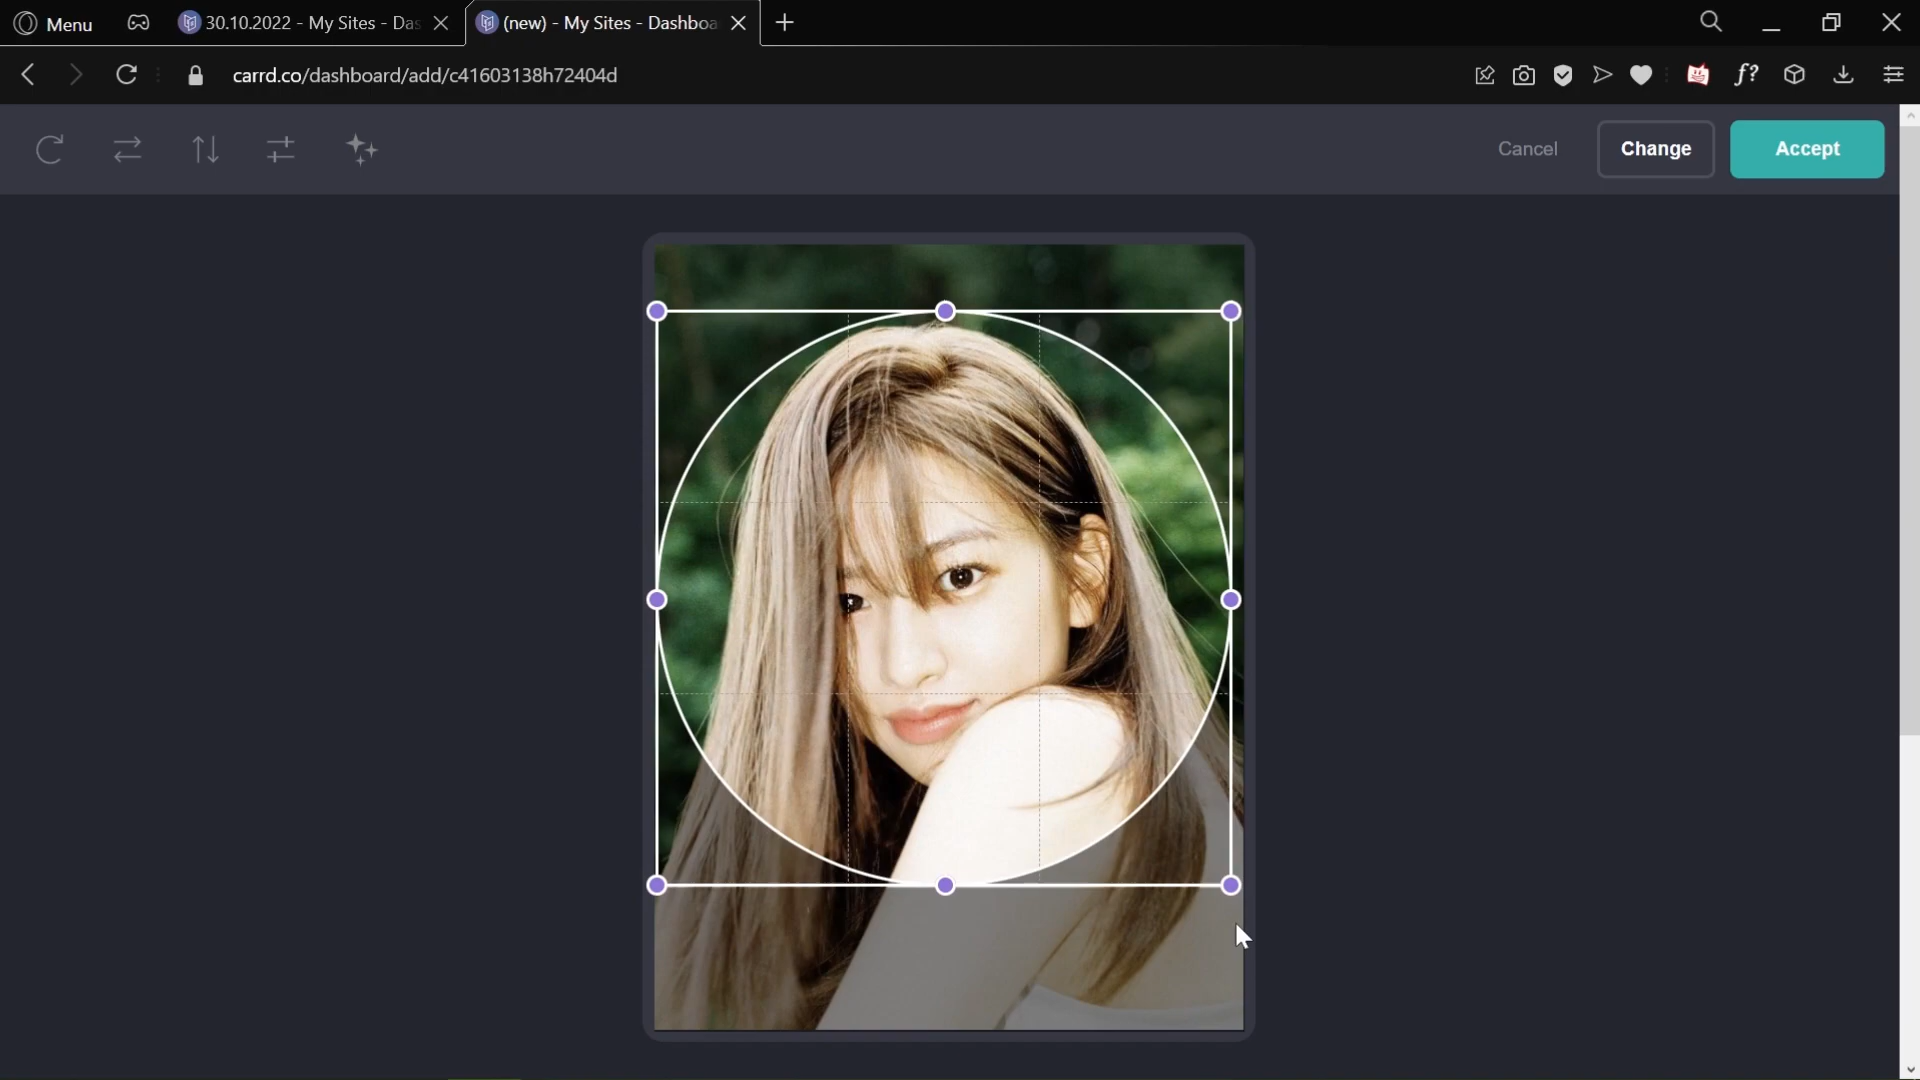 Menu
30.10.2022 - My Sites - Das
(new) - My Sites - Dashboa
carrd.co/dashboard/add/c41603138h72404d
f?
Cancel
Change
Accept